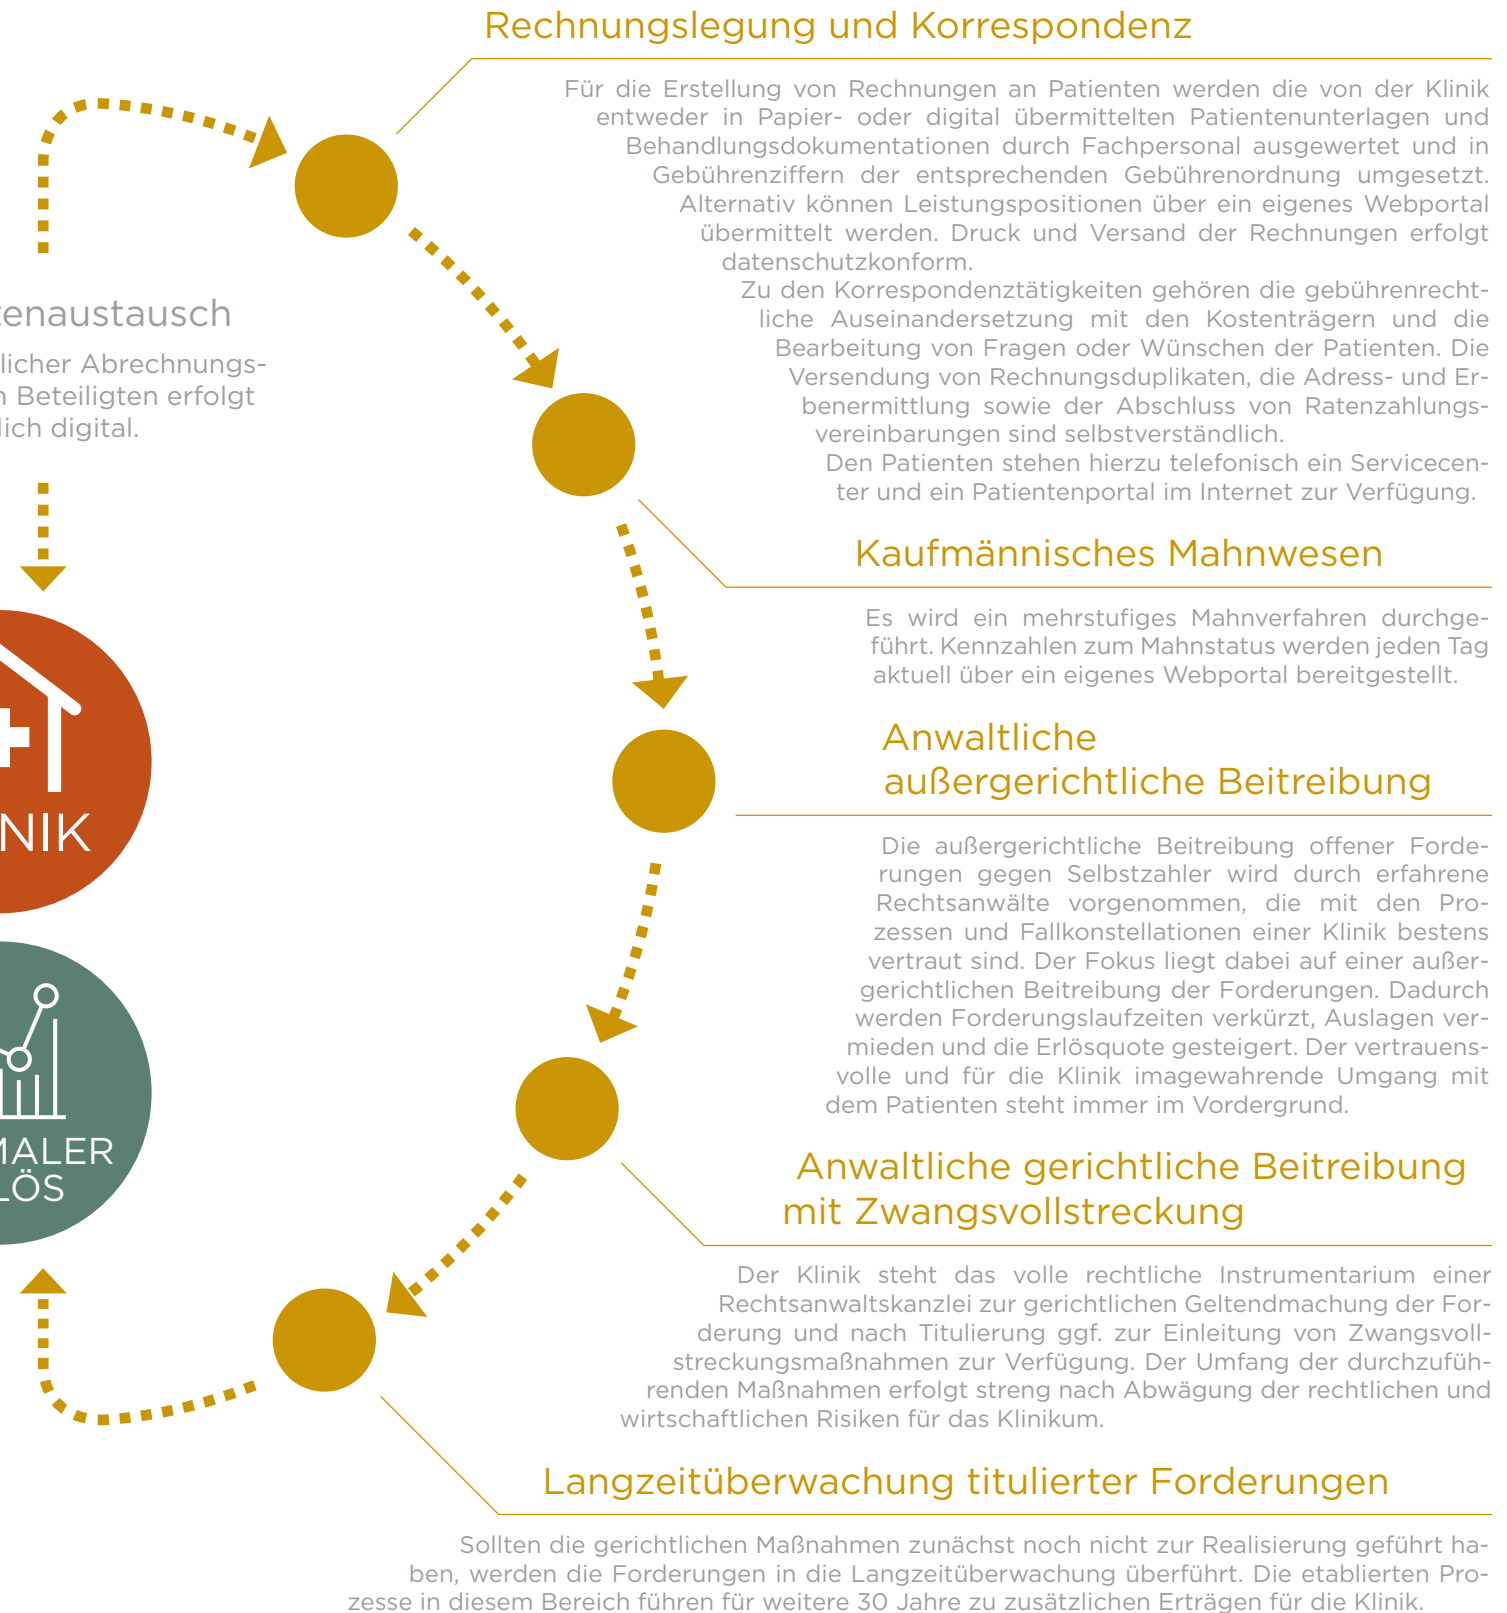 Rechnungslegung und Korrespondenz
Für die Erstellung von Rechnungen an Patienten werden die von der Klinik
entweder in Papier- oder digital übermittelten Patientenunterlagen und
Behandlungsdokumentationen durch Fachpersonal ausgewertet und in
Gebührenziffern der entsprechenden Gebührenordnung umgesetzt.
Alternativ können Leistungspositionen über ein eigenes Webportal
übermittelt werden. Druck und Versand der Rechnungen erfolgt
datenschutzkonform.
Zu den Korrespondenztätigkeiten gehören die gebührenrecht-
liche Auseinandersetzung mit den Kostenträgern und die
Bearbeitung von Fragen oder Wünschen der Patienten. Die
Versendung von Rechnungsduplikaten, die Adress- und Er-
benermittlung sowie der Abschluss von Ratenzahlungs-
vereinbarungen sind selbstverständlich.
Den Patienten stehen hierzu telefonisch ein Servicecen-
ter und ein Patientenportal im Internet zur Verfügung.
tenaustausch
licher Abrechnungs-
n Beteiligten erfolgt
lich digital.
NIK
MALER
LÖS
Kaufmännisches Mahnwesen
Es wird ein mehrstufiges Mahnverfahren durchge-
führt. Kennzahlen zum Mahnstatus werden jeden Tag
aktuell über ein eigenes Webportal bereitgestellt.
Anwaltliche
außergerichtliche Beitreibung
Die außergerichtliche Beitreibung offener Forde-
rungen gegen Selbstzahler wird durch erfahrene
Rechtsanwälte vorgenommen, die mit den Pro-
zessen und Fallkonstellationen einer Klinik bestens
vertraut sind. Der Fokus liegt dabei auf einer außer-
gerichtlichen Beitreibung der Forderungen. Dadurch
werden Forderungslaufzeiten verkürzt, Auslagen ver-
mieden und die Erlösquote gesteigert. Der vertrauens-
volle und für die Klinik imagewahrende Umgang mit
dem Patienten steht immer im Vordergrund.
Anwaltliche gerichtliche Beitreibung
mit Zwangsvollstreckung
Der Klinik steht das volle rechtliche Instrumentarium einer
Rechtsanwaltskanzlei zur gerichtlichen Geltendmachung der For-
derung und nach Titulierung ggf. zur Einleitung von Zwangsvoll-
streckungsmaßnahmen zur Verfügung. Der Umfang der durchzufüh-
renden Maßnahmen erfolgt streng nach Abwägung der rechtlichen und
wirtschaftlichen Risiken für das Klinikum.
Langzeitüberwachung titulierter Forderungen
Sollten die gerichtlichen Maßnahmen zunächst noch nicht zur Realisierung geführt ha-
ben, werden die Forderungen in die Langzeitüberwachung überführt. Die etablierten Pro-
zesse in diesem Bereich führen für weitere 30 Jahre zu zusätzlichen Erträgen für die Klinik.